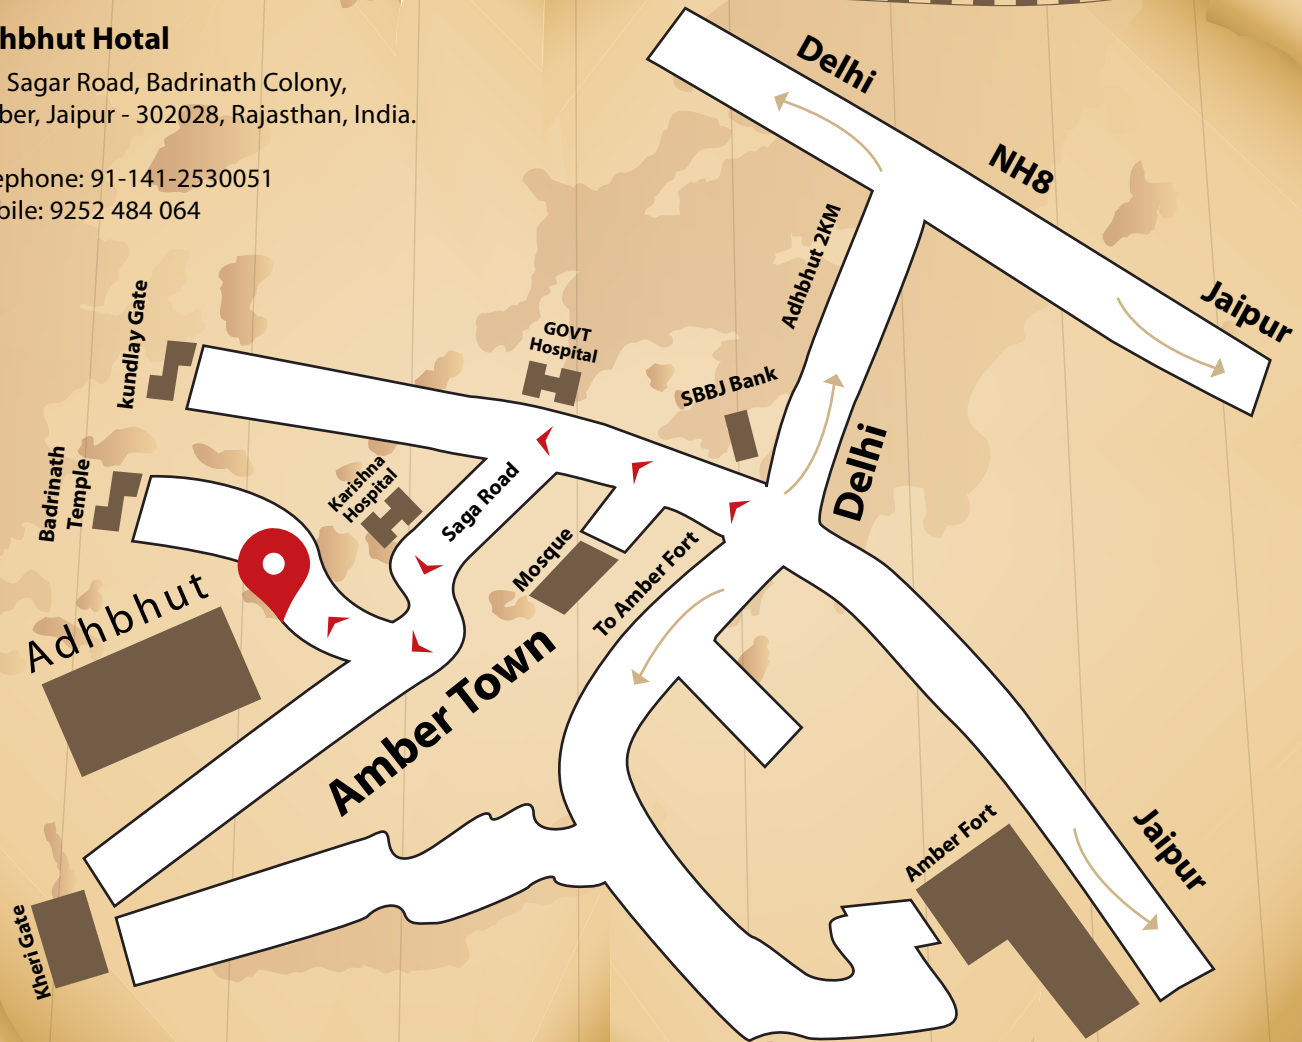 hbhut Hotal
Sagar Road, Badrinath Colony,
ber, Jaipur - 302028, Rajasthan, India.
ephone: 91-141-2530051
bile: 9252 484 064
Delhi
NH8
Jaipur
Adhbhut 2KM
kundlay Gate
GOVT
Hospital
SBBJ Bank
Delhi
Badrinath
Temple
Karishna
Hospital
Saga Road
Mosque
To Amber Fort
Adhbhut
Amber Town
Amber Fort
Jaipur
Kheri Gate